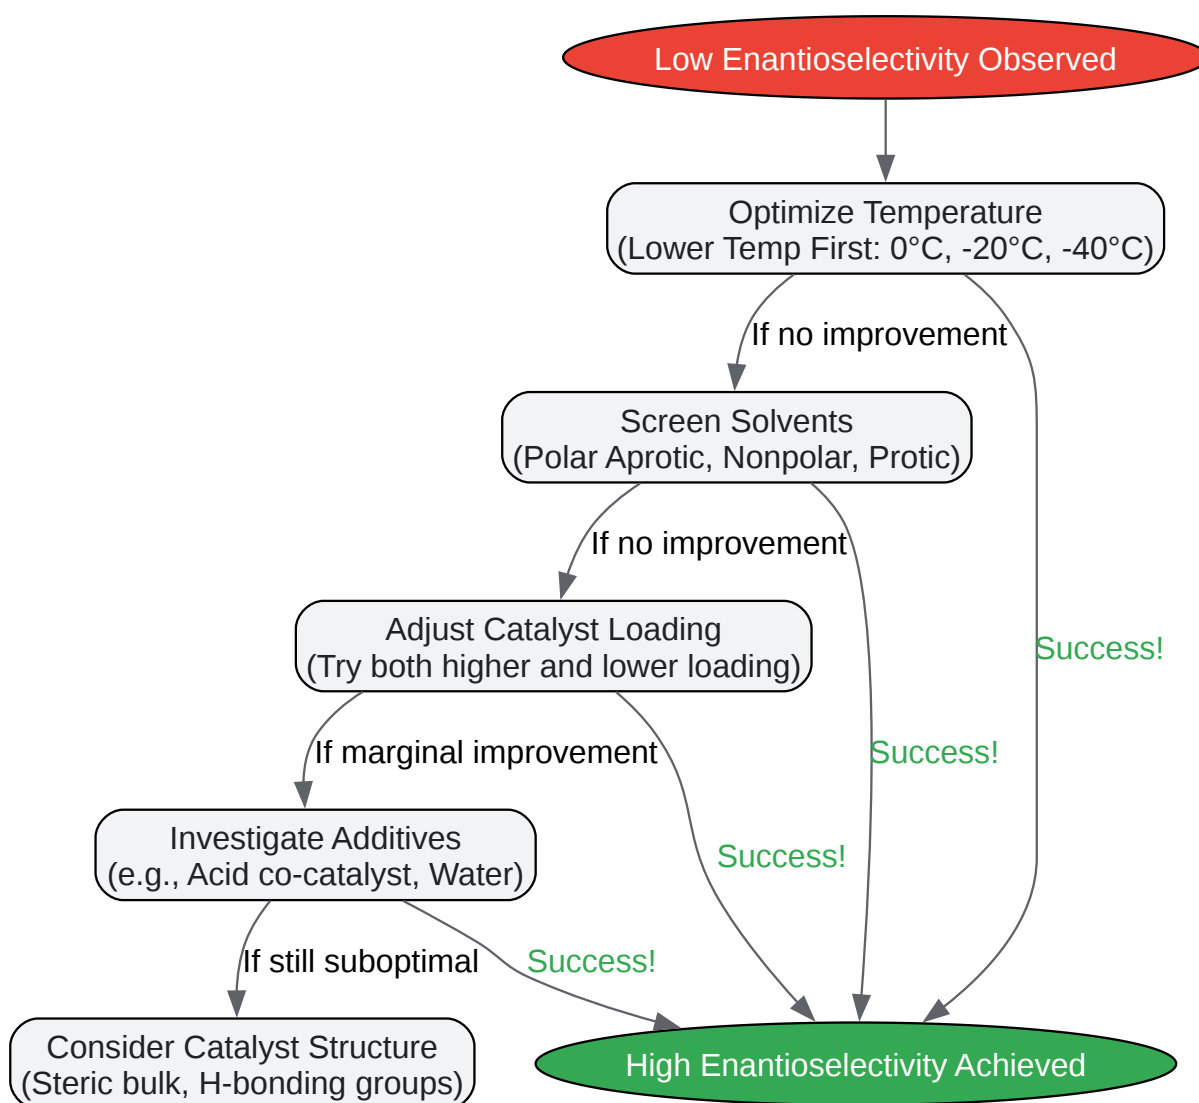 Low Enantioselectivity Observed
Optimize Temperature
(Lower Temp First: 0°C, -20°C, -40°C)
If no improvement
Screen Solvents
(Polar Aprotic, Nonpolar, Protic)
If no improvement
Adjust Catalyst Loading
(Try both higher and lower loading)
Success!
If marginal improvement
Success!
Investigate Additives
(e.g., Acid co-catalyst, Water)
Success!
If still suboptimal
Success!
Consider Catalyst Structure
(Steric bulk, H-bonding groups)
High Enantioselectivity Achieved